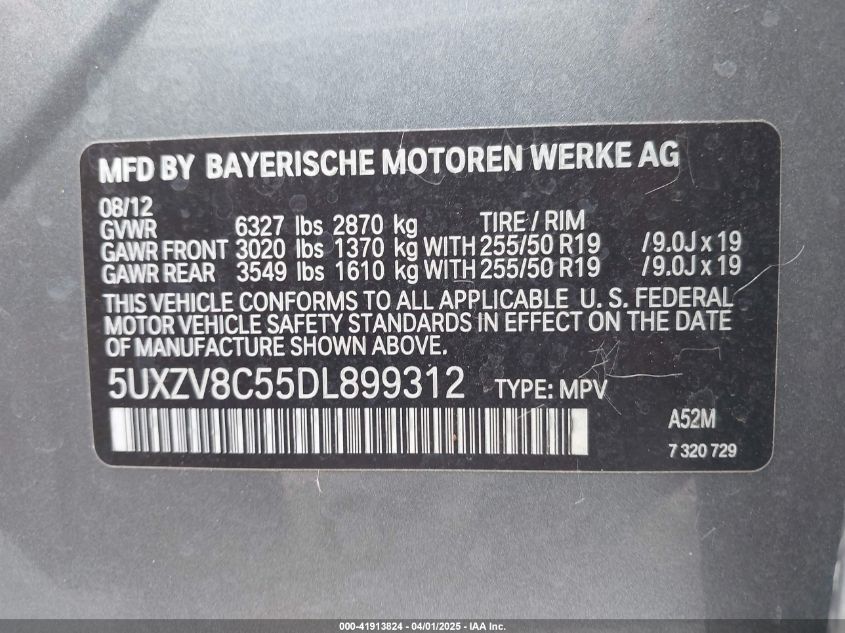 MFD BY BAYERISCHE MOTOREN WERKE AG
08/12
GVWR 6327 lbs 2870 kg TIRE / RIM
GAWR FRONT 3020 lbs 1370 kg WITH 255/50 R19 /9.0J x 19
GAWR REAR 3549 lbs 1610 kg WITH 255/50 R19 /9.0J x 19
THIS VEHICLE CONFORMS TO ALL APPLICABLE U. S. FEDERAL
MOTOR VEHICLE SAFETY STANDARDS IN EFFECT ON THE DATE
OF MANUFACTURE SHOWN ABOVE.
5UXZV8C55DL899312 TYPE: MPV
A52M
7 320 729
000-41913824 - 04/01/2025 - IAA Inc.